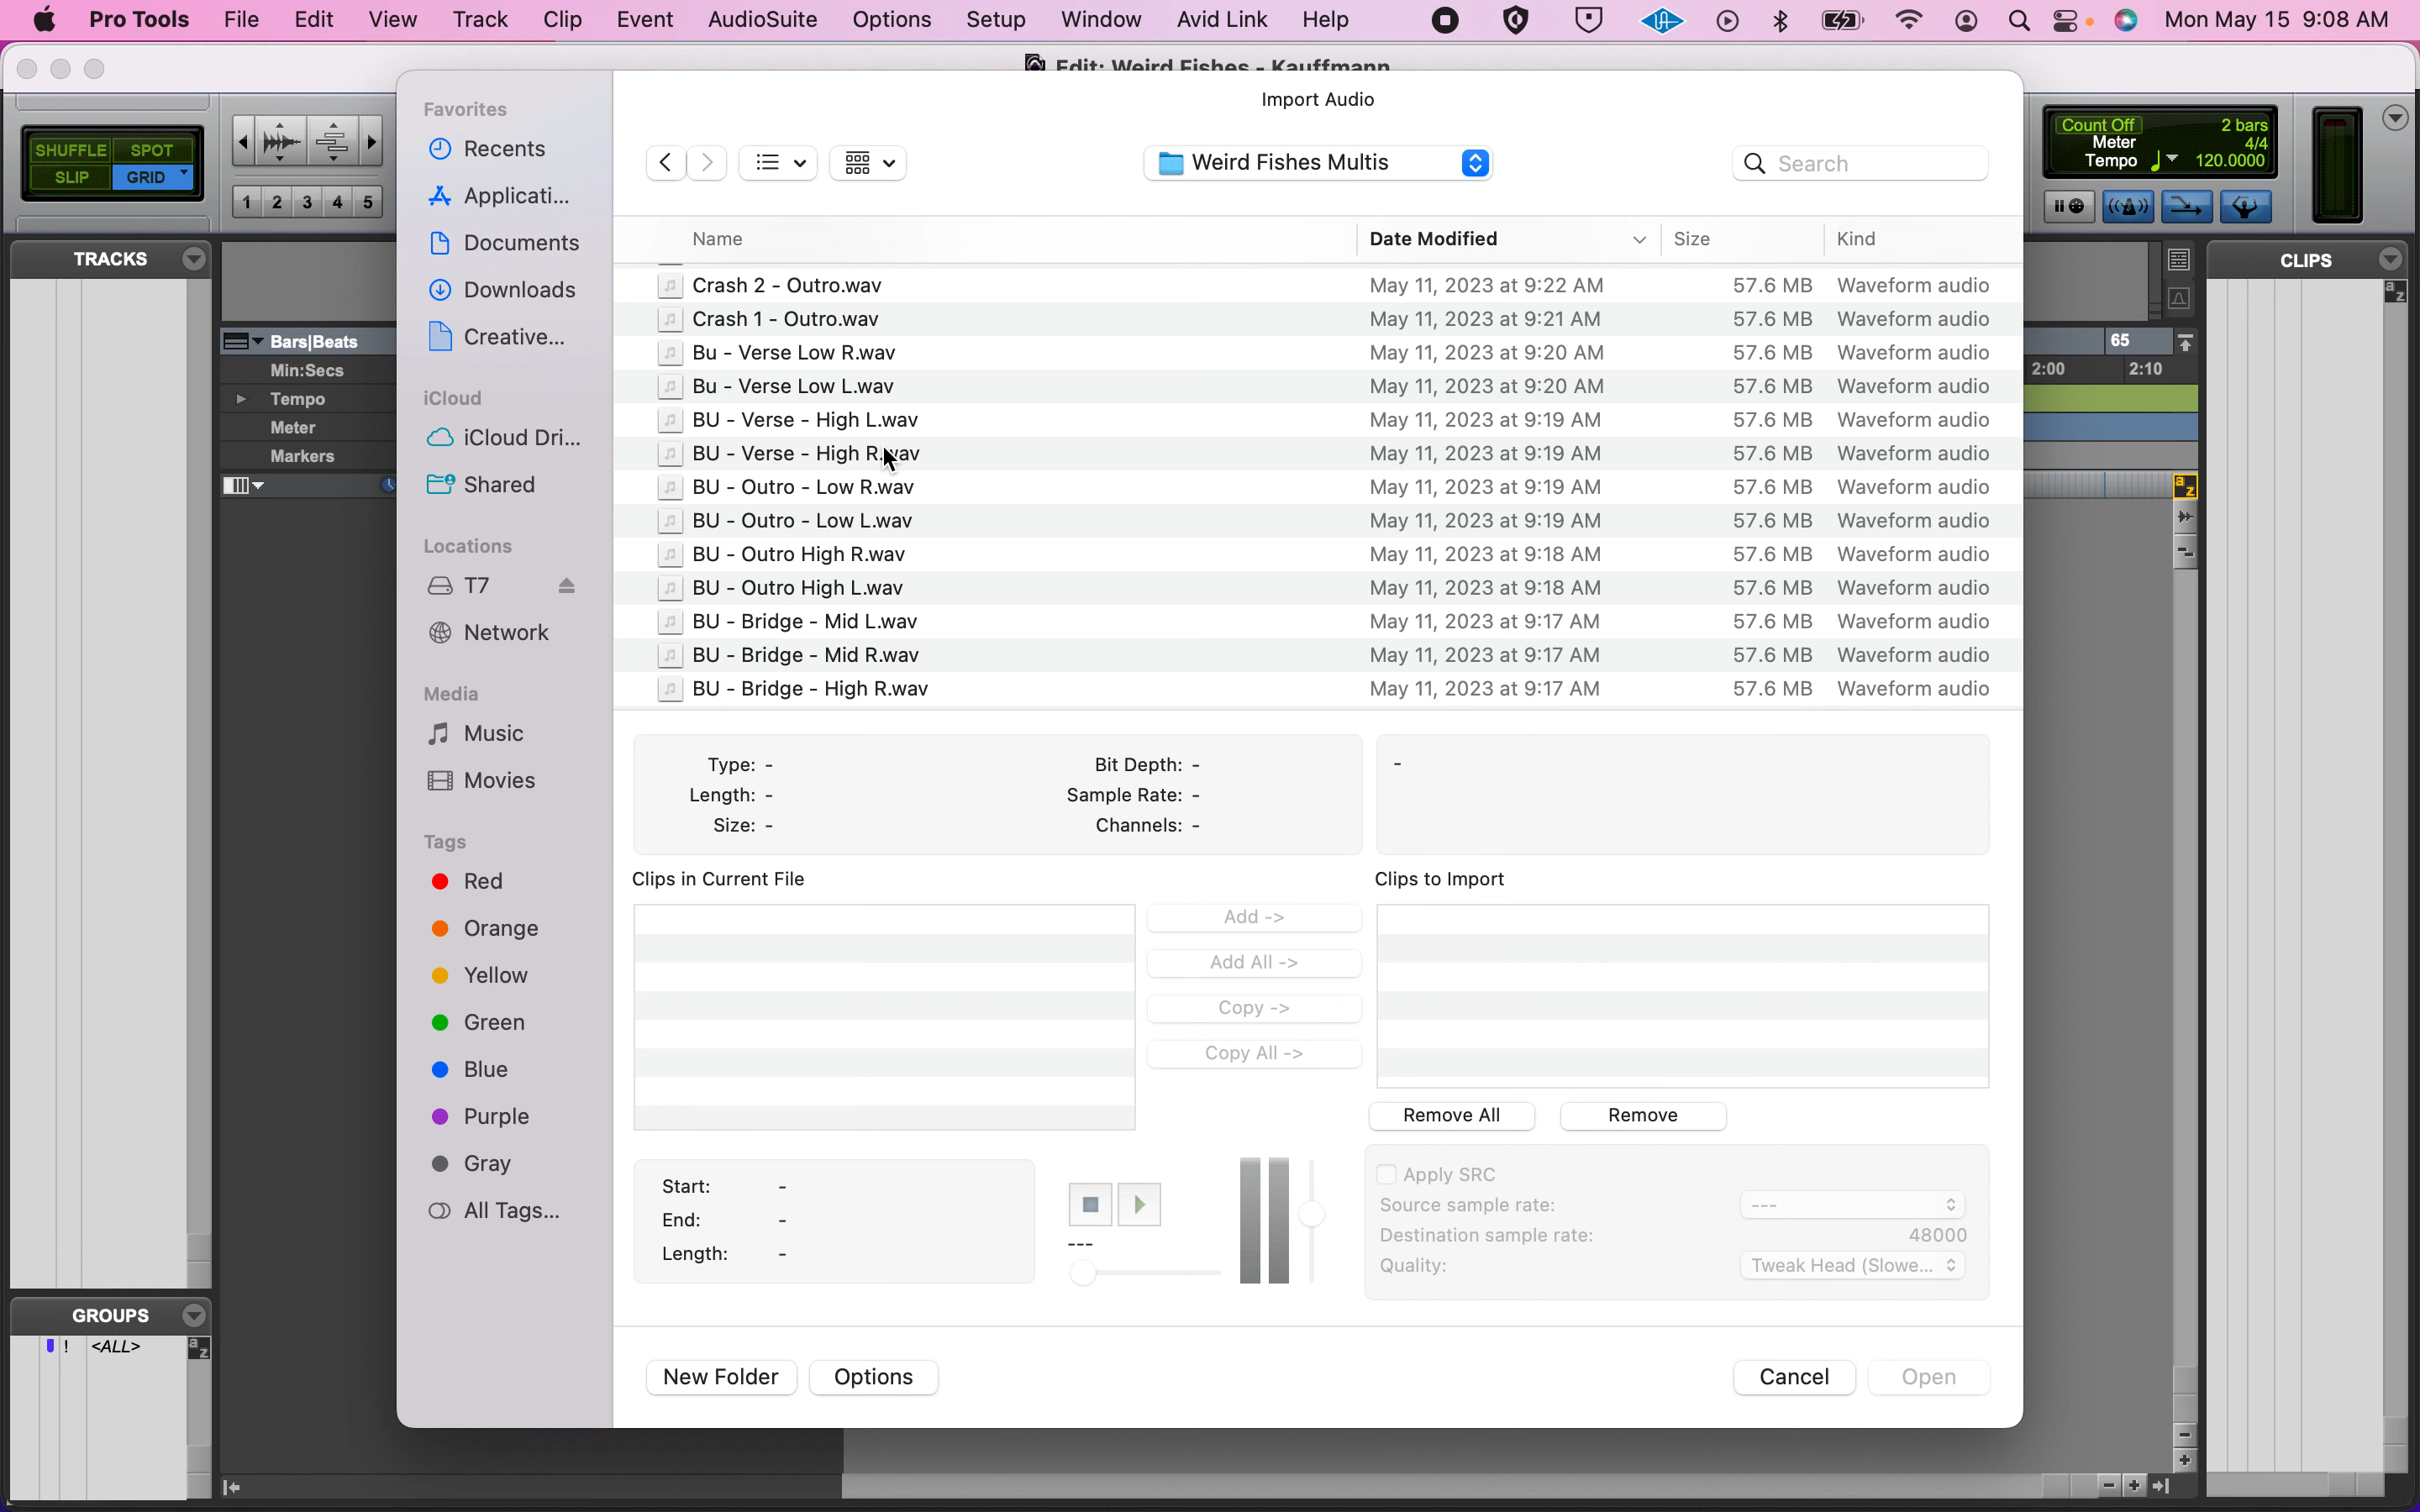 Pro Tools File Edit View Track Clip Event AudioSuite Options Setup Window Avid Link Help Mon May 15 9:08 AM
Edit: Weird Fishes - Kauffmann
Import Audio
SHUFFLE SPOT
SLIP GRID
1 2 3 4 5
Count Off 2 bars
Meter 4/4
Tempo 120.0000
TRACKS
Bars|Beats
Min:Secs
Tempo
Meter
Markers
65
2:00 2:10
CLIPS
a z
a z
GROUPS
! <ALL>
a z
Favorites
Recents
Applicati...
Documents
Downloads
Creative...
iCloud
iCloud Dri...
Shared
Locations
T7
Network
Media
Music
Movies
Tags
Red
Orange
Yellow
Green
Blue
Purple
Gray
All Tags...
Weird Fishes Multis
Search
Name Date Modified Size Kind
Crash 2 - Outro.wav May 11, 2023 at 9:22 AM 57.6 MB Waveform audio
Crash 1 - Outro.wav May 11, 2023 at 9:21 AM 57.6 MB Waveform audio
Bu - Verse Low R.wav May 11, 2023 at 9:20 AM 57.6 MB Waveform audio
Bu - Verse Low L.wav May 11, 2023 at 9:20 AM 57.6 MB Waveform audio
BU - Verse - High L.wav May 11, 2023 at 9:19 AM 57.6 MB Waveform audio
BU - Verse - High R.wav May 11, 2023 at 9:19 AM 57.6 MB Waveform audio
BU - Outro - Low R.wav May 11, 2023 at 9:19 AM 57.6 MB Waveform audio
BU - Outro - Low L.wav May 11, 2023 at 9:19 AM 57.6 MB Waveform audio
BU - Outro High R.wav May 11, 2023 at 9:18 AM 57.6 MB Waveform audio
BU - Outro High L.wav May 11, 2023 at 9:18 AM 57.6 MB Waveform audio
BU - Bridge - Mid L.wav May 11, 2023 at 9:17 AM 57.6 MB Waveform audio
BU - Bridge - Mid R.wav May 11, 2023 at 9:17 AM 57.6 MB Waveform audio
BU - Bridge - High R.wav May 11, 2023 at 9:17 AM 57.6 MB Waveform audio
Type: - Bit Depth: - -
Length: - Sample Rate: -
Size: - Channels: -
Clips in Current File Clips to Import
Add ->
Add All ->
Copy ->
Copy All ->
Remove All Remove
Start: -
End: -
Length: -
---
Apply SRC
Source sample rate: ---
Destination sample rate: 48000
Quality: Tweak Head (Slowe...
New Folder Options Cancel Open